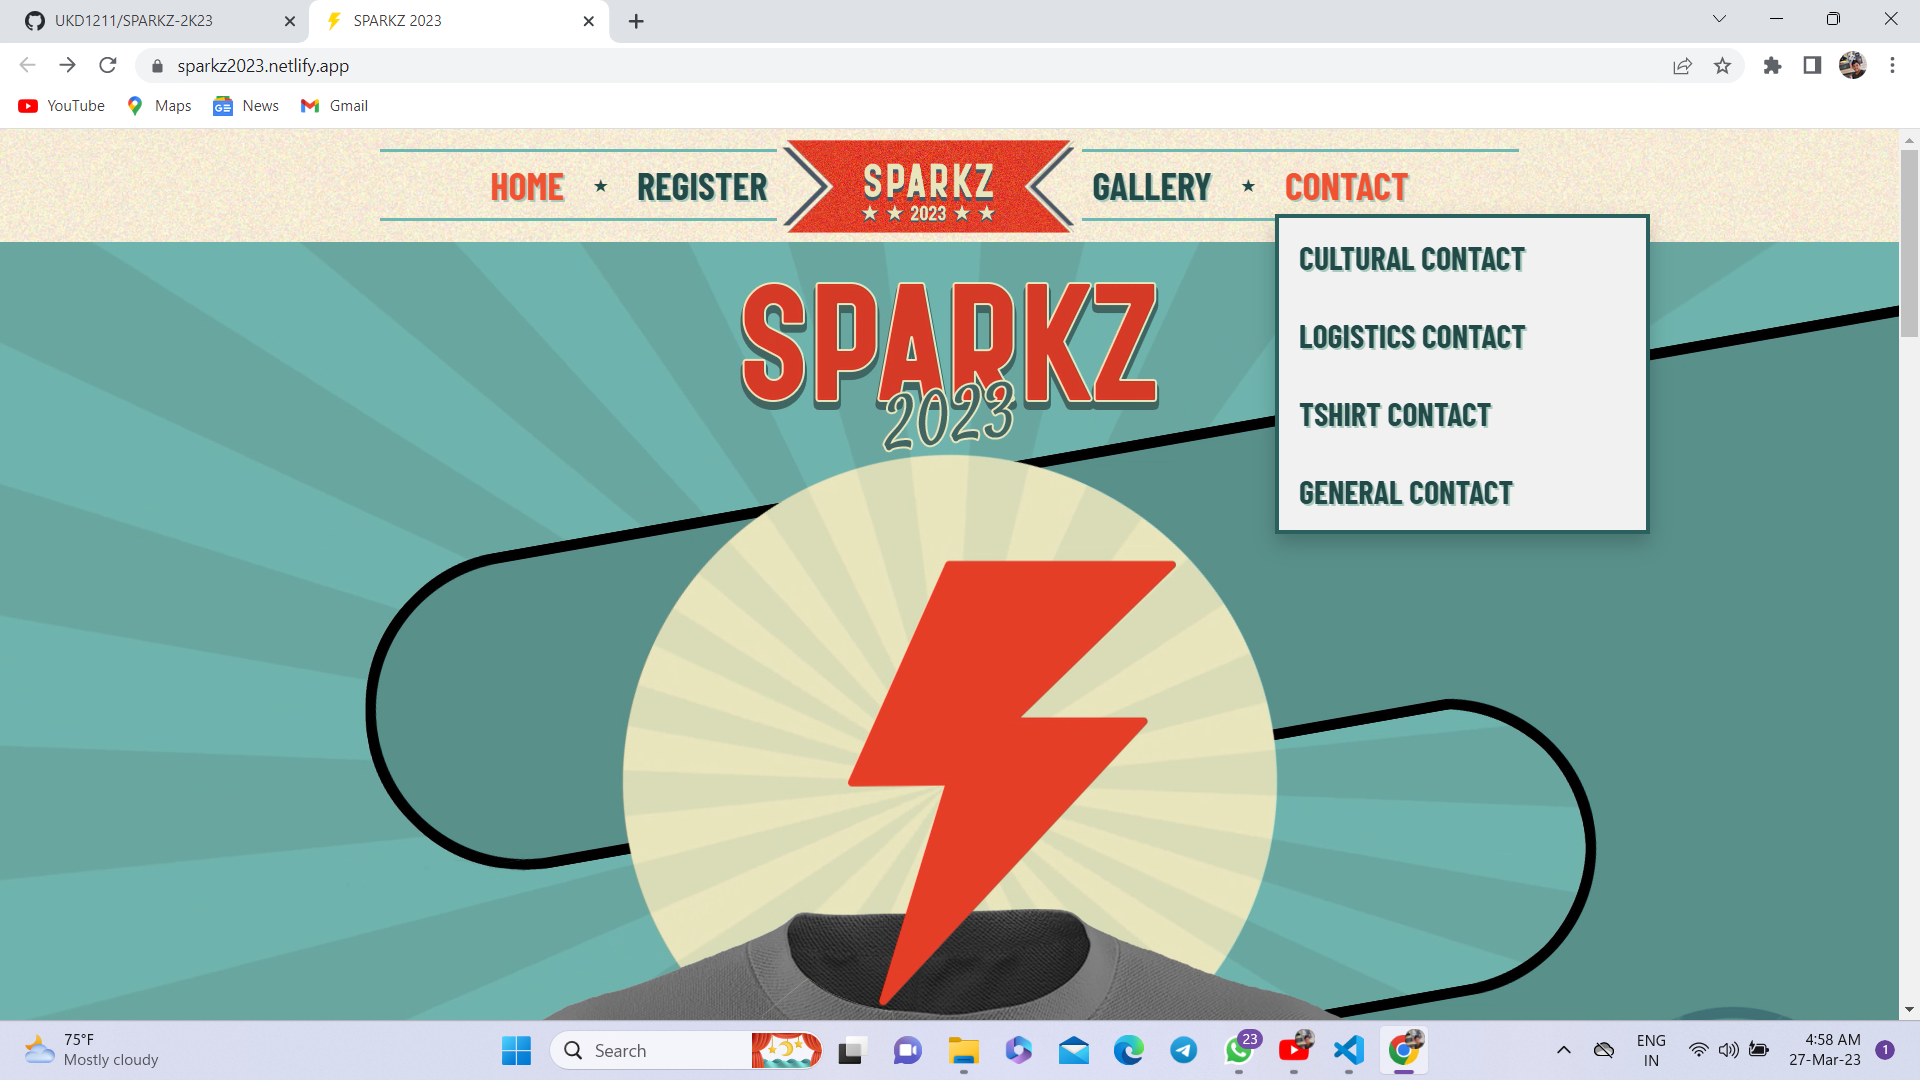 UKD1211/SPARKZ-2K23
SPARKZ 2023
sparkz2023.netlify.app
YouTube
Maps
News
Gmail
HOME ★ REGISTER
SPARKZ
★ ★ 2023 ★ ★
GALLERY ★ CONTACT
CULTURAL CONTACT
LOGISTICS CONTACT
TSHIRT CONTACT
GENERAL CONTACT
SPARKZ
2023
75°F
Mostly cloudy
Search
23
ENG
IN
4:58 AM
27-Mar-23
1